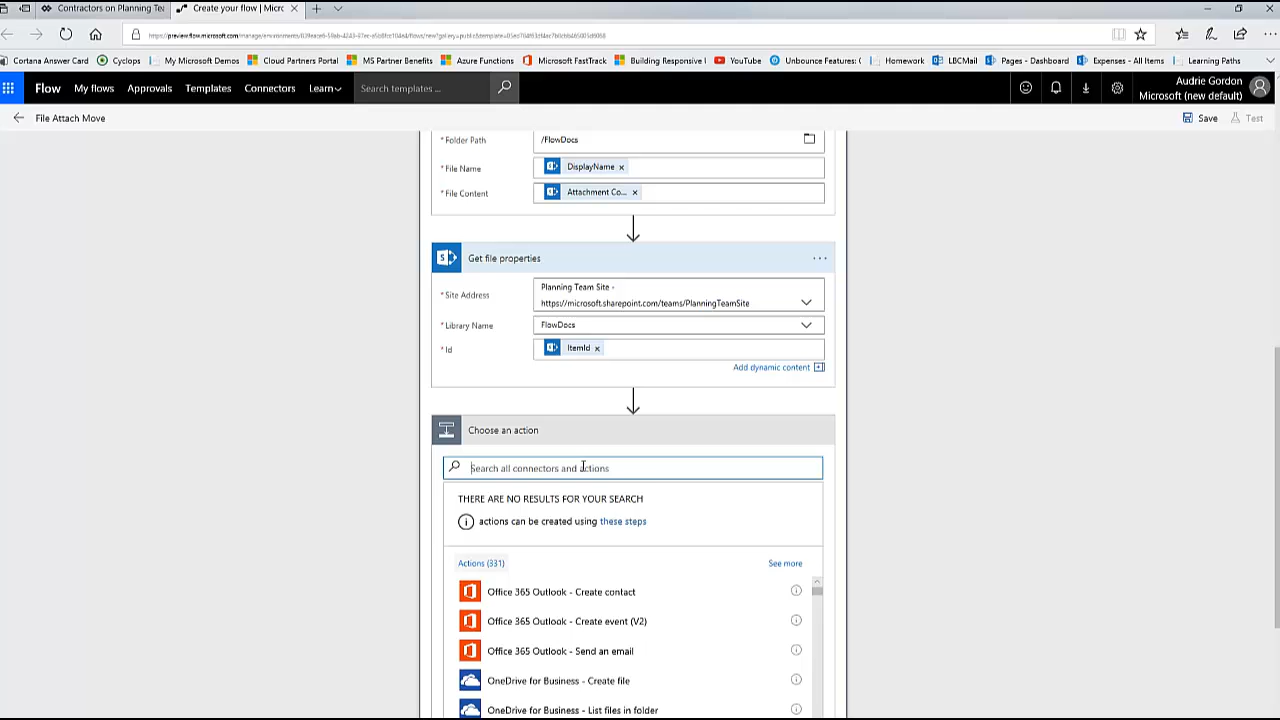 Contractors on Planning Te
Create your flow | Micr
Cortana Answer Card
Cyclops
My Microsoft Demos
Cloud Partners Portal
MS Partner Benefits
Azure Functions
Microsoft FastTrack
Building Responsive I
YouTube
Unbounce Features: (
Homework
LBCMail
Pages - Dashboard
Expenses - All Items
Learning Paths
Flow
My flows
Approvals
Templates
Connectors
Learn
Search templates ...
Audrie Gordon
Microsoft (new default)
File Attach Move
Save
Test
* Folder Path
/FlowDocs
* File Name
DisplayName x
* File Content
Attachment Co... x
S
Get file properties
...
* Site Address
Planning Team Site -
https://microsoft.sharepoint.com/teams/PlanningTeamSite
* Library Name
FlowDocs
* Id
ItemId x
Add dynamic content
Choose an action
Search all connectors and actions
THERE ARE NO RESULTS FOR YOUR SEARCH
actions can be created using these steps
Actions (331)
See more
Office 365 Outlook - Create contact
Office 365 Outlook - Create event (V2)
Office 365 Outlook - Send an email
OneDrive for Business - Create file
OneDrive for Business - List files in folder